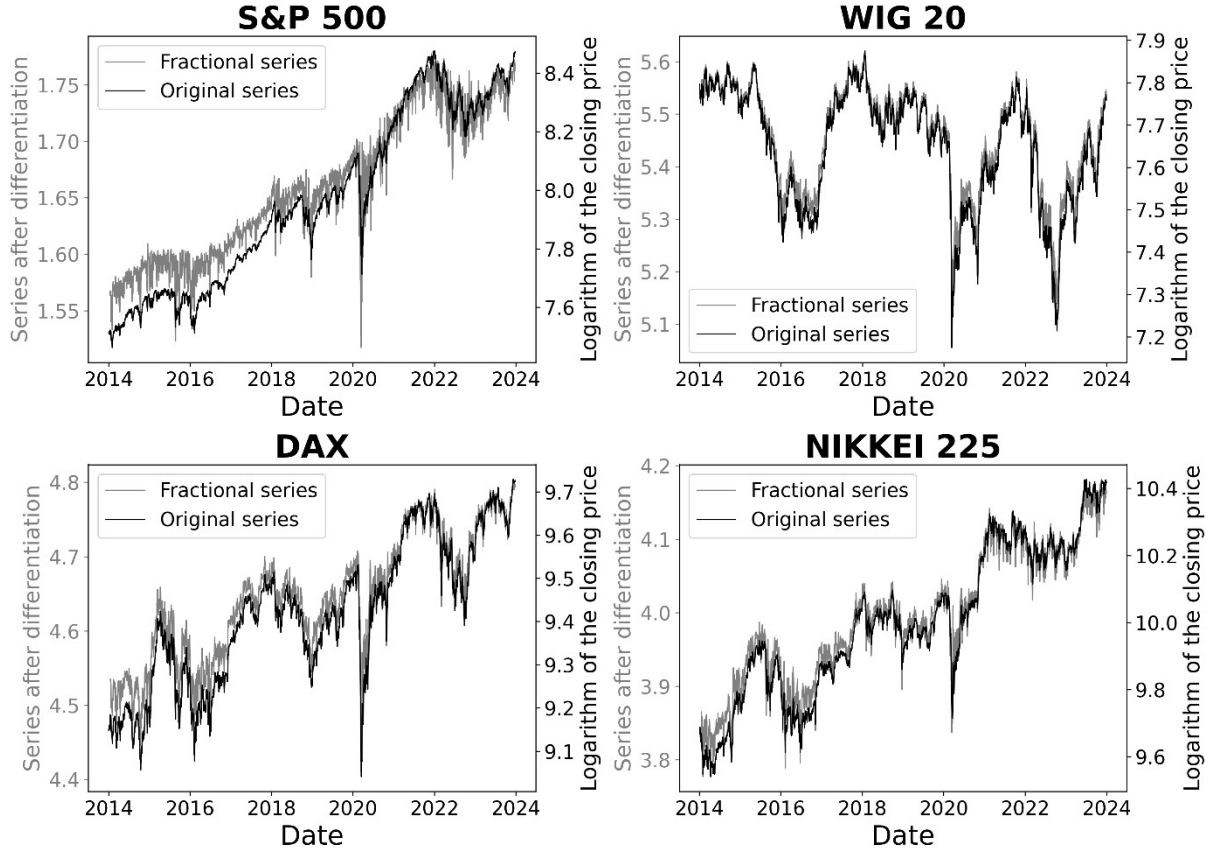 S&P 500
Fractional series
Original series
Series after differentiation
1.75
1.70
1.65
1.60
1.55
8.4
8.2
8.0
7.8
7.6
Logarithm of the closing price
2014 2016 2018 2020 2022 2024
Date
WIG 20
Series after differentiation
5.6
5.5
5.4
5.3
5.2
5.1
Fractional series
Original series
7.9
7.8
7.7
7.6
7.5
7.4
7.3
7.2
Logarithm of the closing price
2014 2016 2018 2020 2022 2024
Date
DAX
Fractional series
Original series
Series after differentiation
4.8
4.7
4.6
4.5
4.4
9.7
9.6
9.5
9.4
9.3
9.2
9.1
Logarithm of the closing price
2014 2016 2018 2020 2022 2024
Date
NIKKEI 225
Fractional series
Original series
Series after differentiation
4.2
4.1
4.0
3.9
3.8
10.4
10.2
10.0
9.8
9.6
Logarithm of the closing price
2014 2016 2018 2020 2022 2024
Date